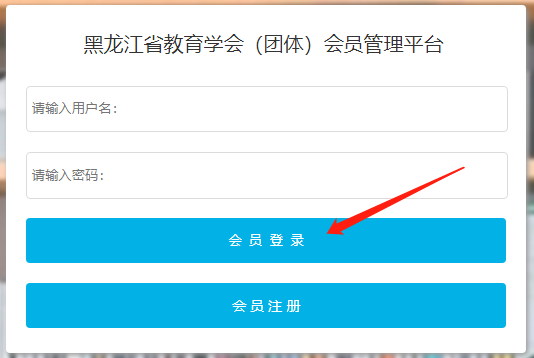 黑龙江省教育学会（团体）会员管理平台
请输入用户名：
请输入密码：
会员登录
会员注册